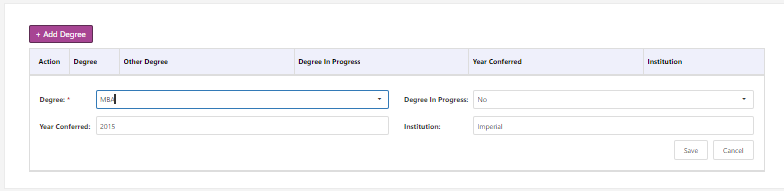 + Add Degree
Action Degree Other Degree Degree In Progress Year Conferred Institution
Degree: * MBA Degree In Progress: No
Year Conferred: 2015 Institution: Imperial
Save Cancel